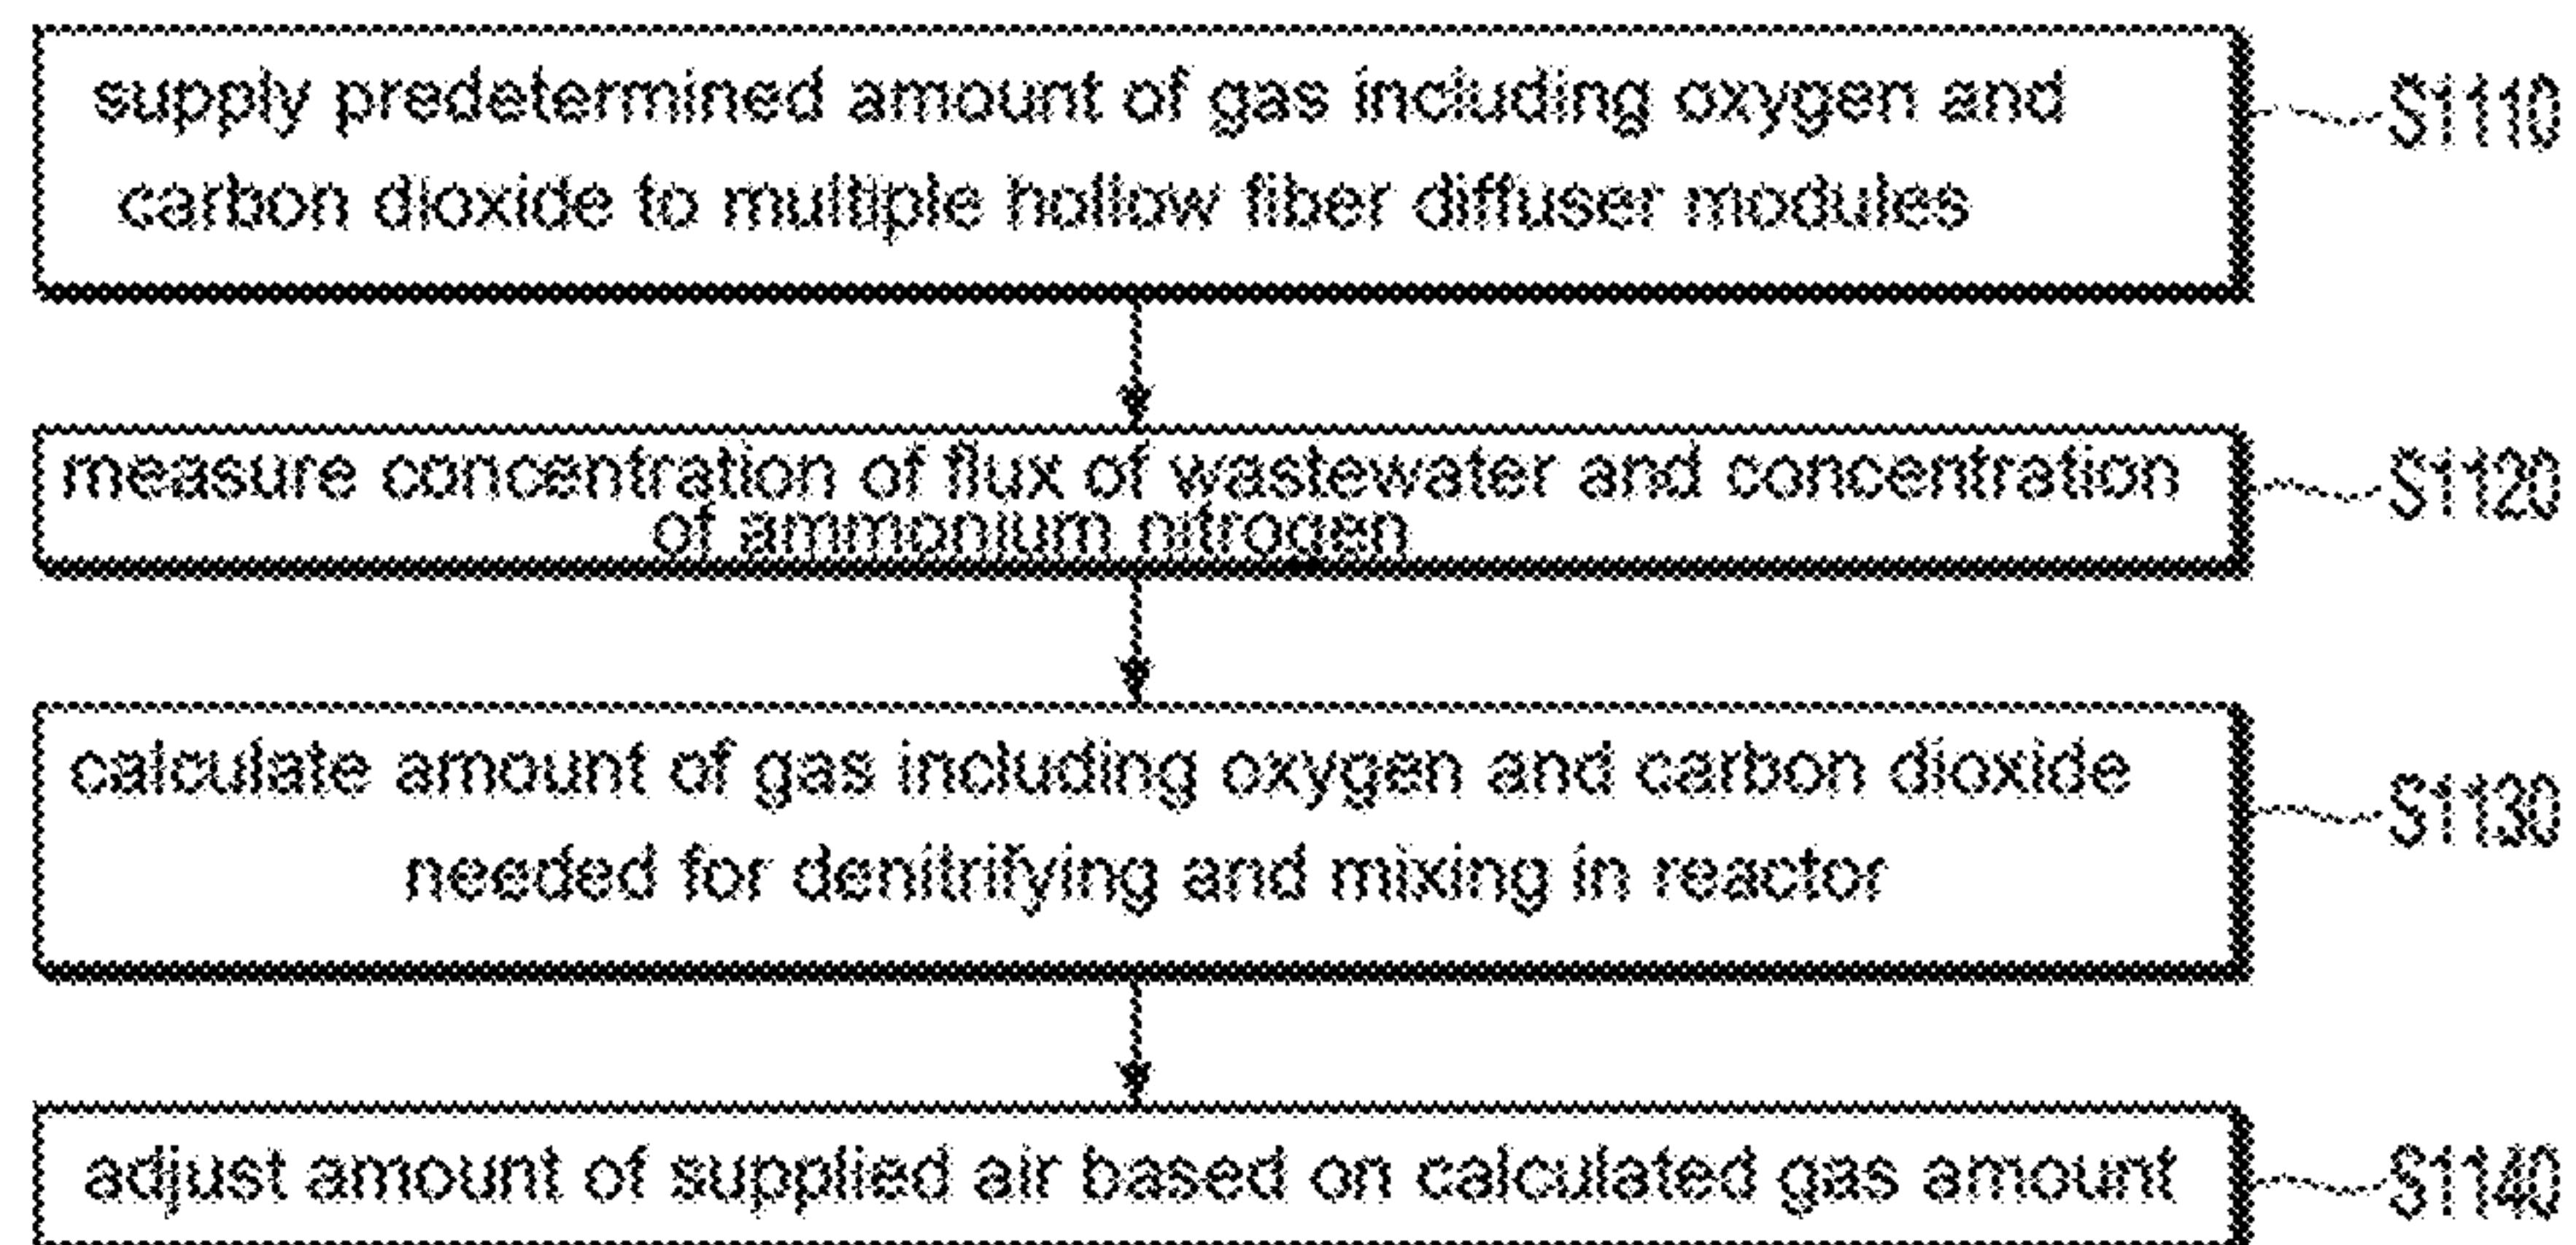 supply predetermined amount of gas including oxygen and
carbon dioxide to multiple hollow fiber diffuser modules
S1110
measure concentration of flux of wastewater and concentration
of ammonium nitrogen
S1120
calculate amount of gas including oxygen and carbon dioxide
needed for denitrifying and mixing in reactor
S1130
adjust amount of supplied air based on calculated gas amount
S1140